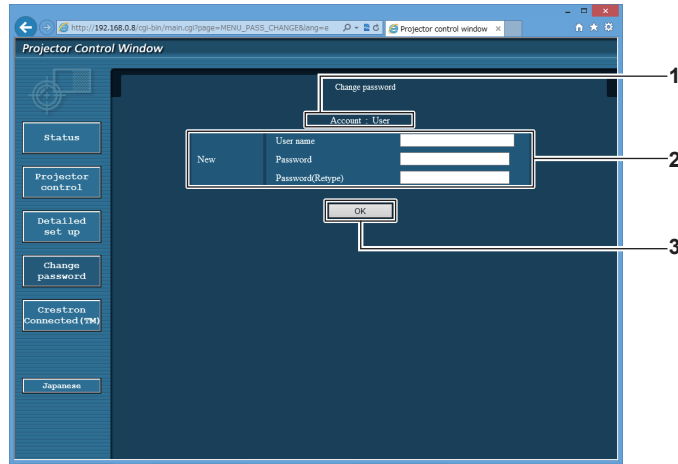 http://192.168.0.8/cgi-bin/main.cgi?page=MENU_PASS_CHANGE&lang=e
Projector control window
Projector Control Window
Change password
1
Account : User
Status
New
User name
Password
Password(Retype)
2
Projector
control
OK
Detailed
set up
3
Change
password
Crestron
Connected(TM)
Japanese